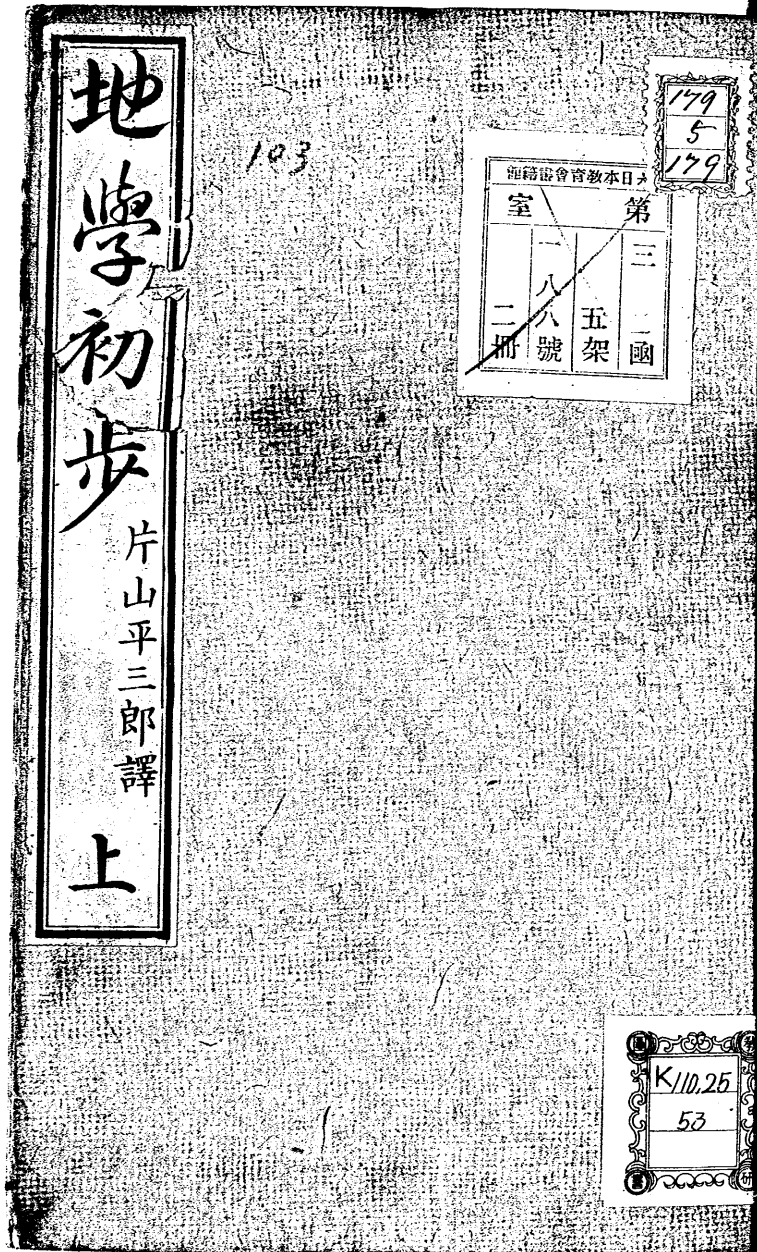 地學初步
片山平三郎譯
上
103
179
5
179
大日本教育會書籍館
第室
三二函
五架
一八八號
二冊
K110.25
53